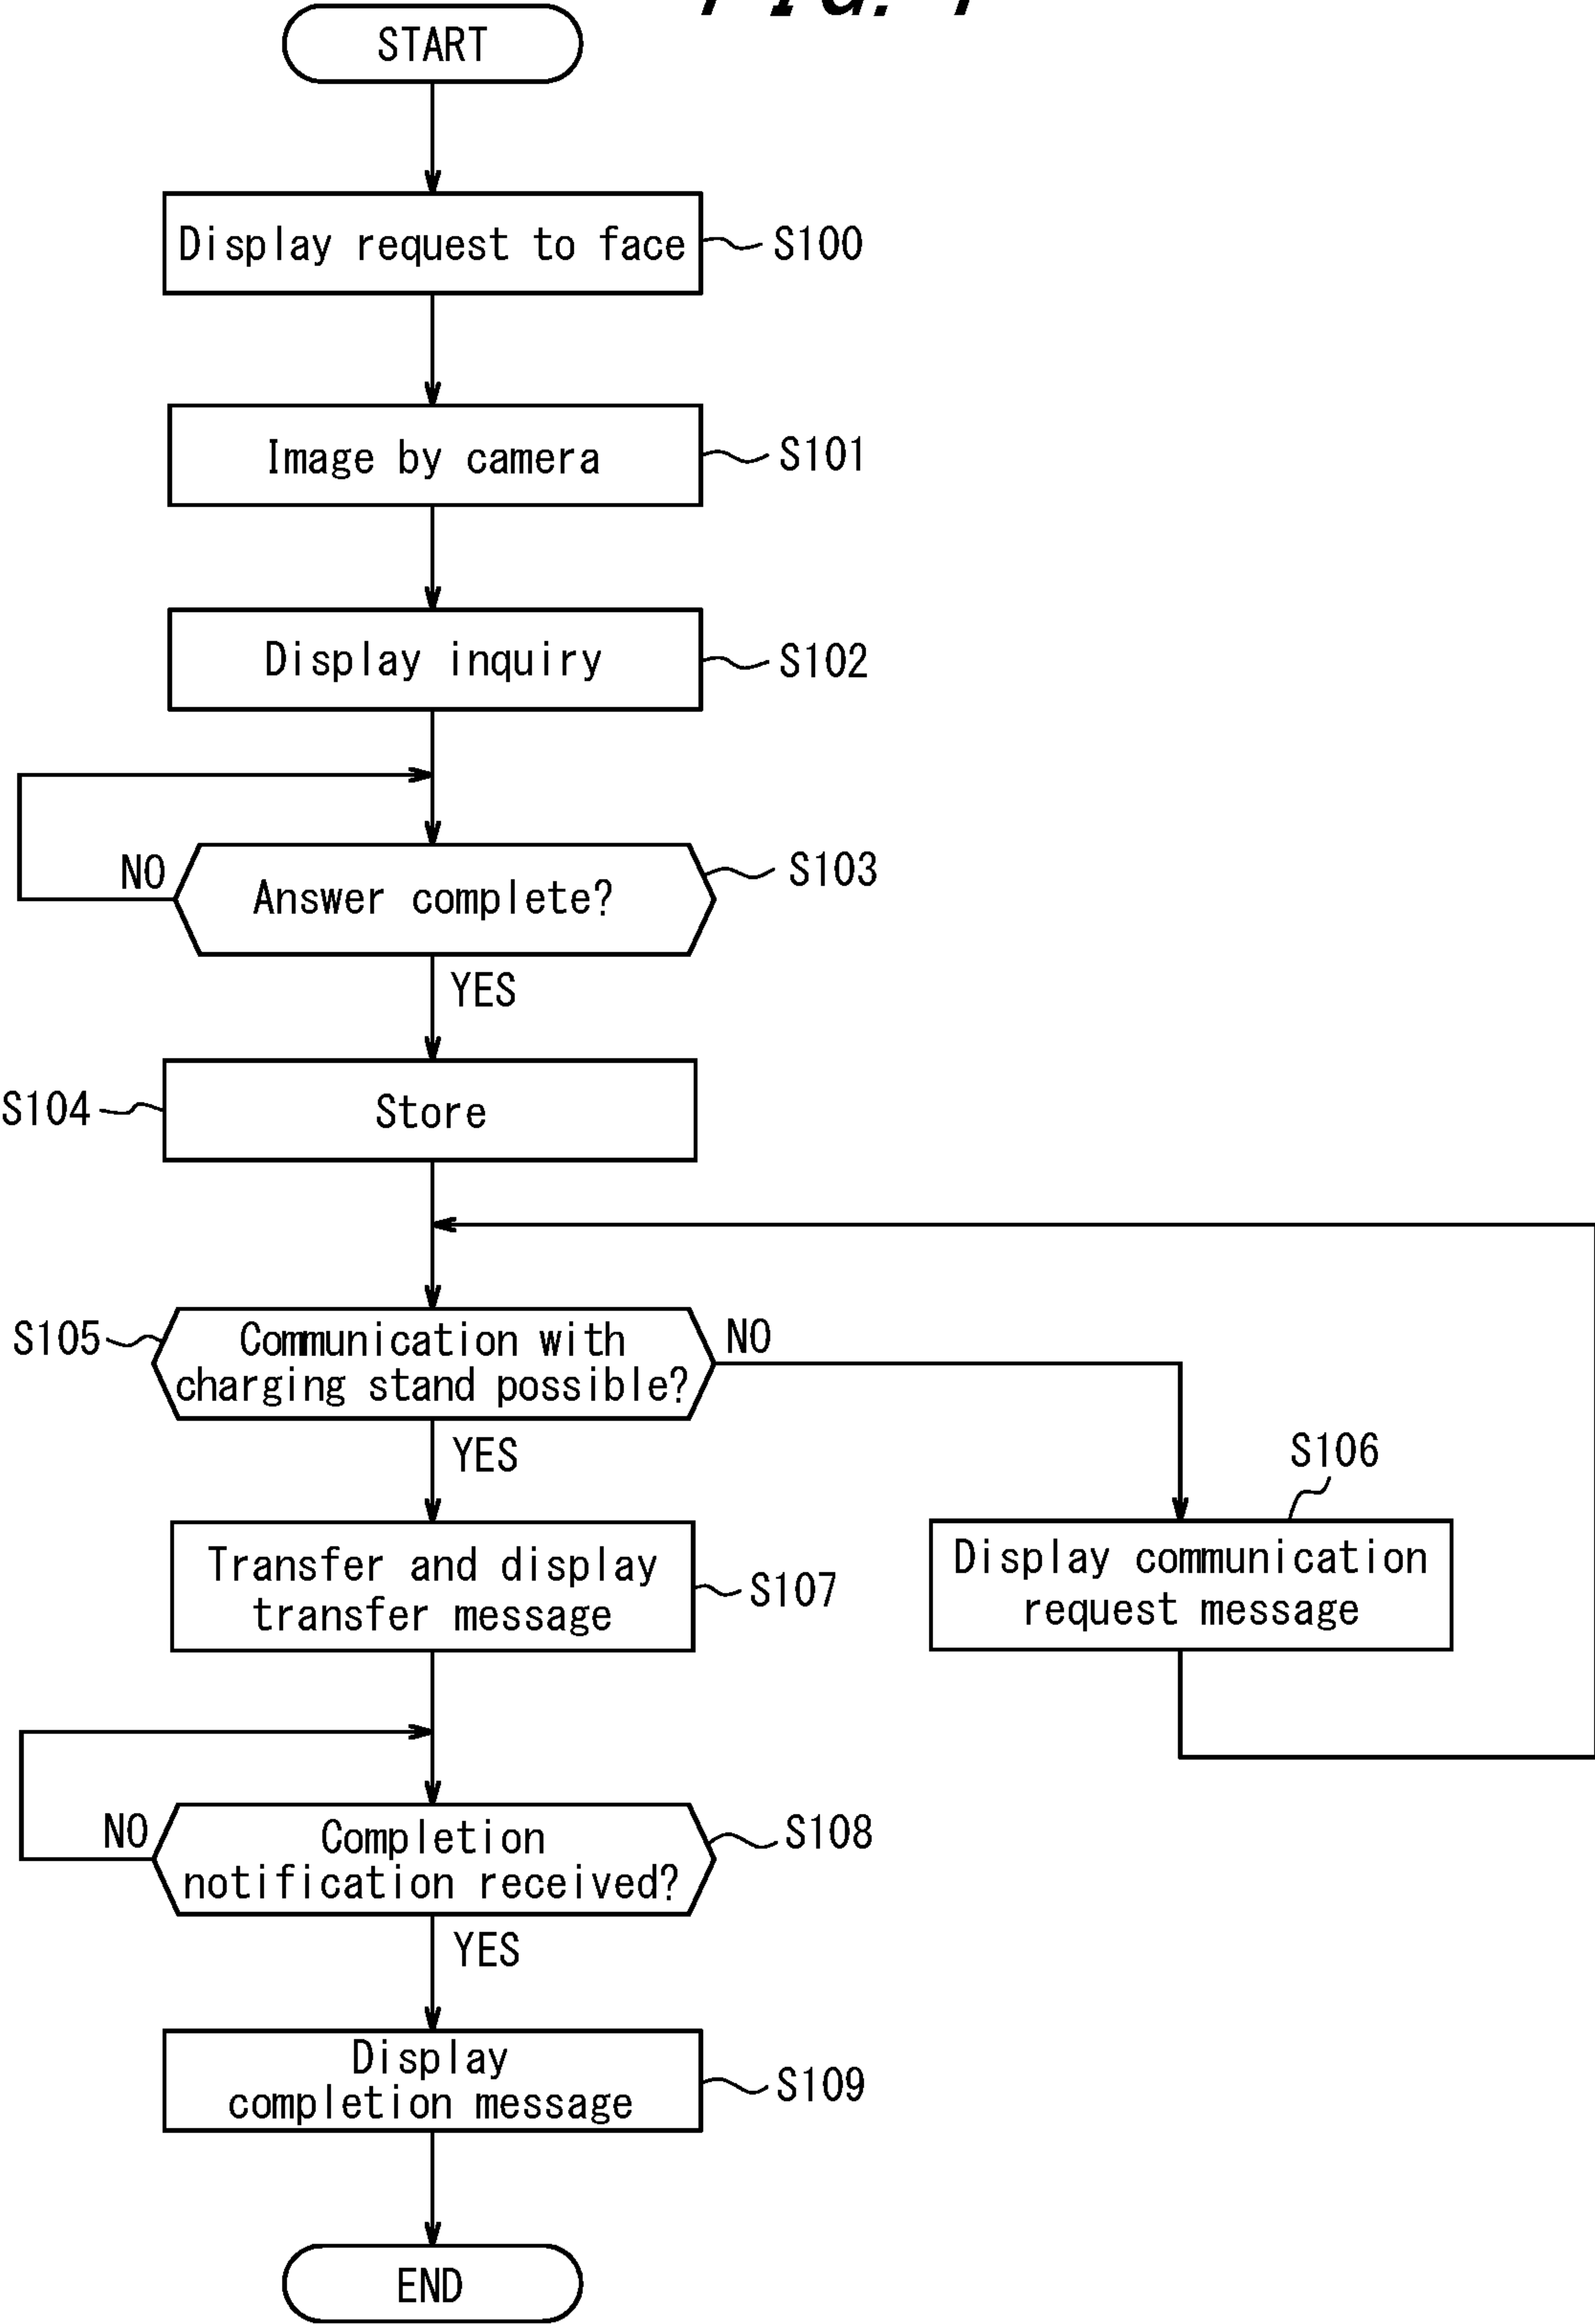 START
Display request to face
S100
Image by camera
S101
Display inquiry
S102
NO
Answer complete?
S103
YES
S104
Store
S105
Communication with
charging stand possible?
NO
YES
S106
Display communication
request message
Transfer and display
transfer message
S107
NO
Completion
notification received?
S108
YES
Display
completion message
S109
END